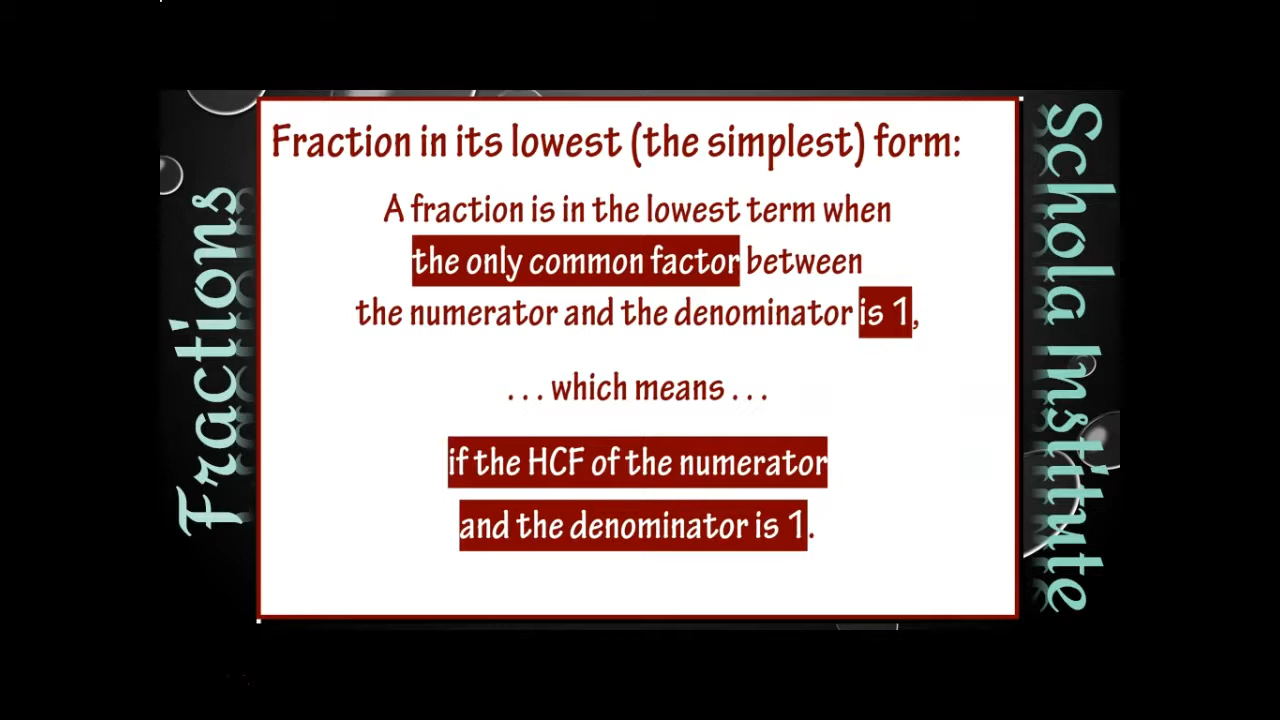 Fractions
Fraction in its lowest (the simplest) form:
A fraction is in the lowest term when
the only common factor between
the numerator and the denominator is 1,
. . . which means . . .
if the HCF of the numerator
and the denominator is 1.
Schola Institute